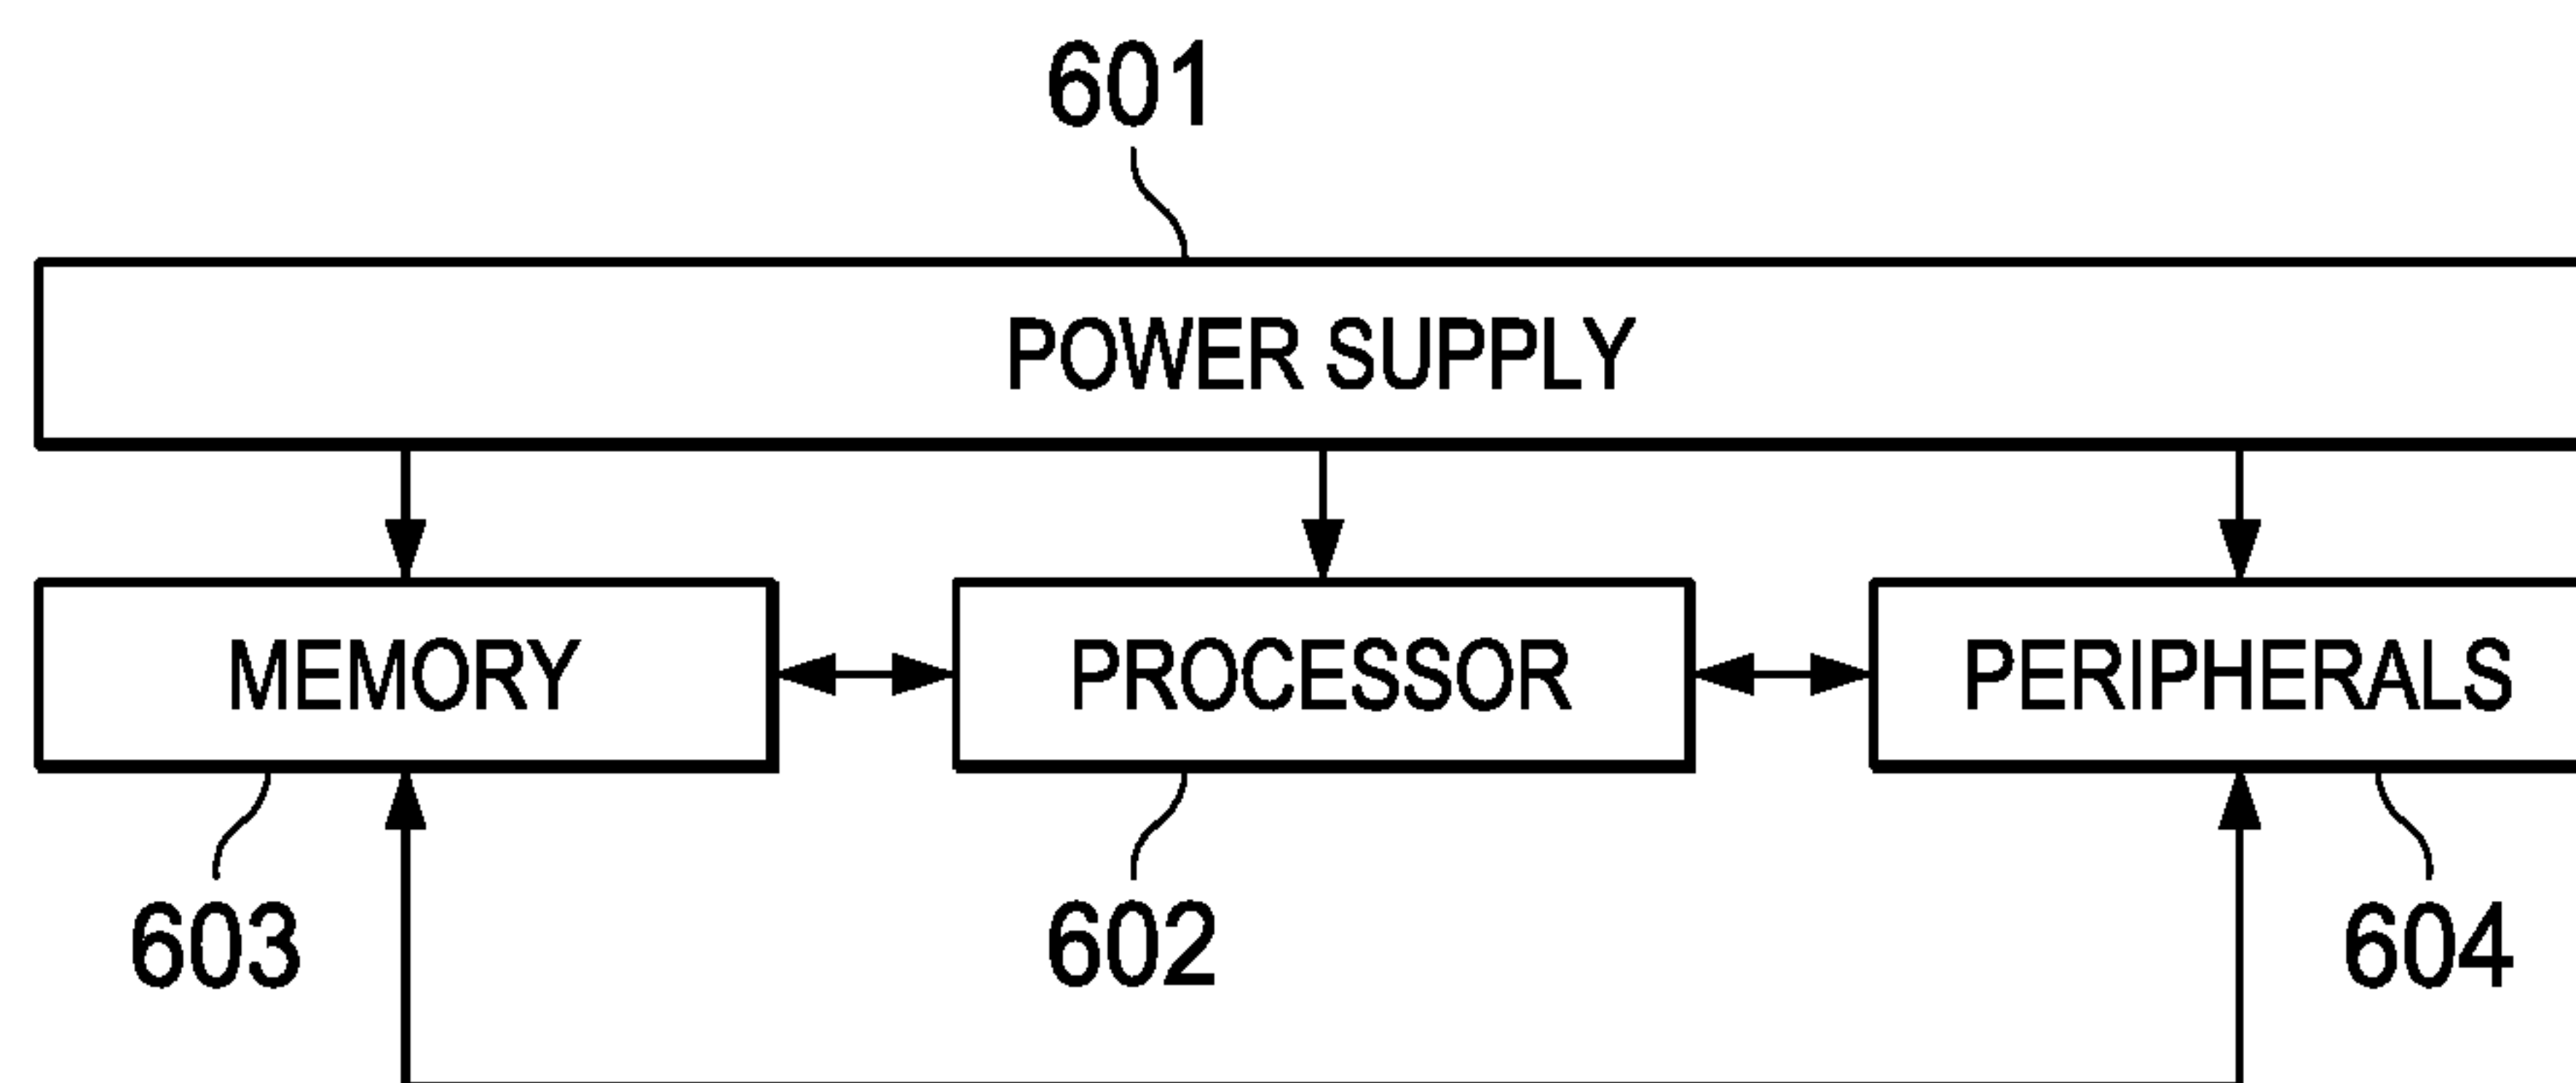 601
POWER SUPPLY
MEMORY
PROCESSOR
PERIPHERALS
603
602
604